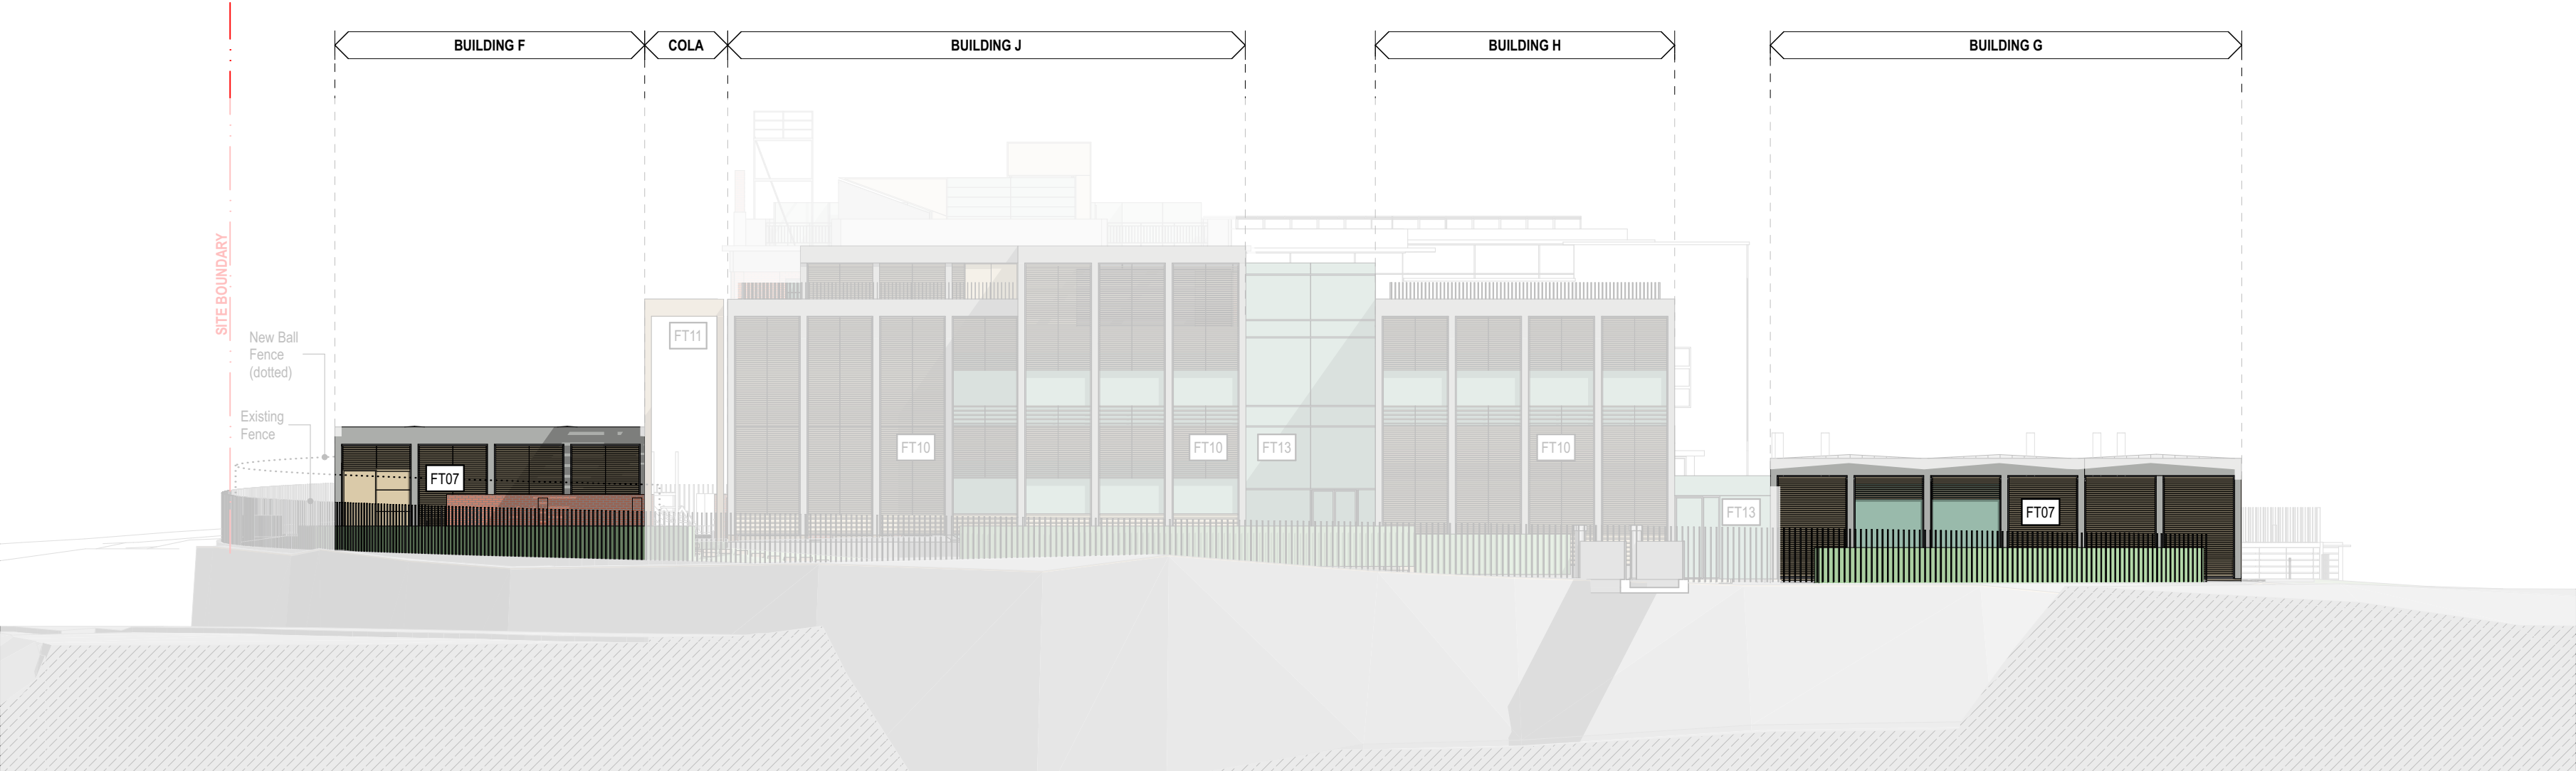 BUILDING F
COLA
BUILDING J
BUILDING H
BUILDING G
SITE BOUNDARY
New Ball
Fence
(dotted)
Existing
Fence
FT11
FT07
FT10
FT10
FT13
FT10
FT13
FT07